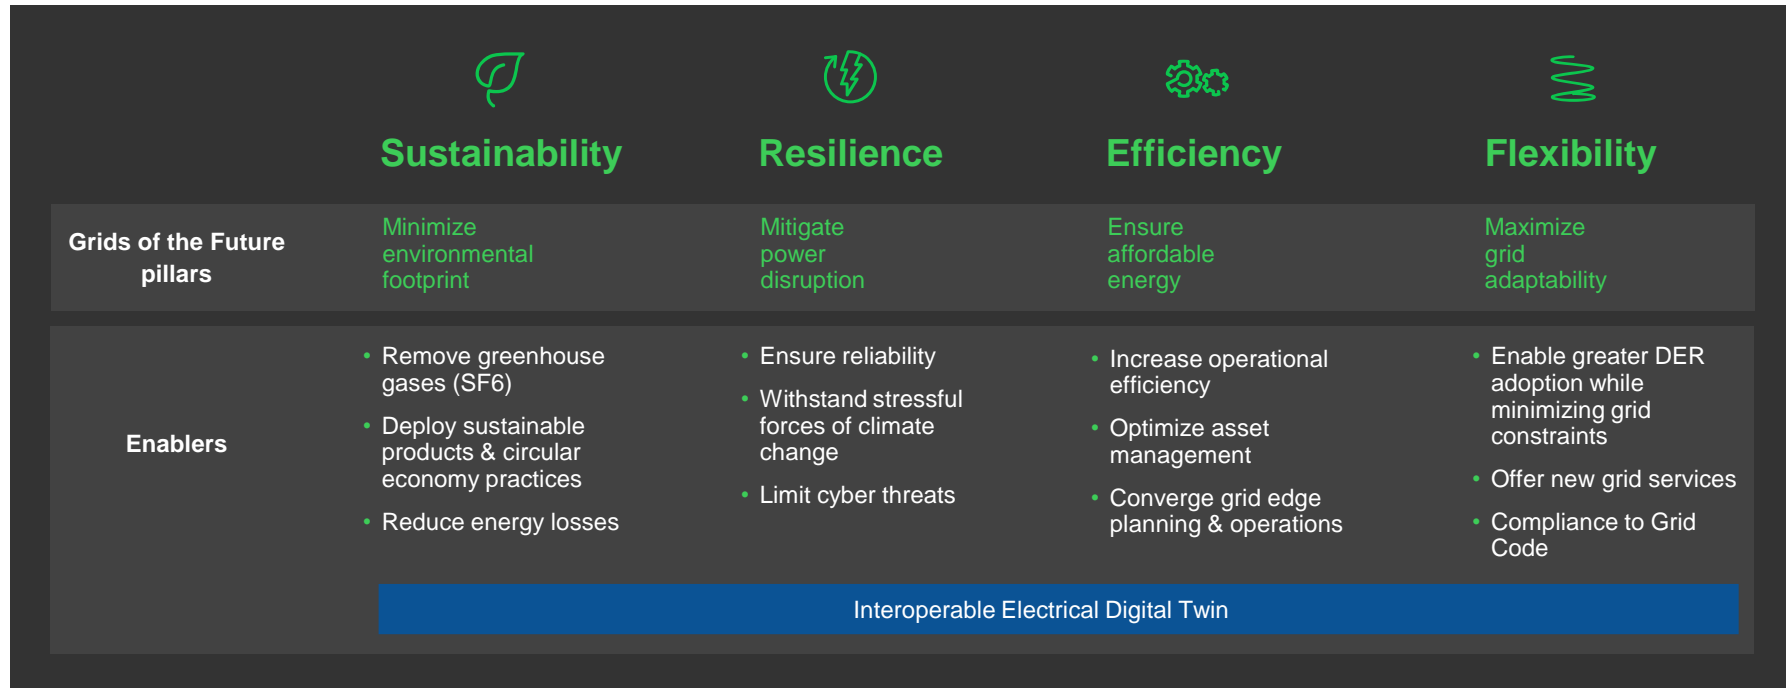 Sustainability
Resilience
Efficiency
Flexibility
Grids of the Future
pillars
Minimize
environmental
footprint
Mitigate
power
disruption
Ensure
affordable
energy
Maximize
grid
adaptability
Enablers
• Remove greenhouse
gases (SF6)
• Deploy sustainable
products & circular
economy practices
• Reduce energy losses
• Ensure reliability
• Withstand stressful
forces of climate
change
• Limit cyber threats
• Increase operational
efficiency
• Optimize asset
management
• Converge grid edge
planning & operations
• Enable greater DER
adoption while
minimizing grid
constraints
• Offer new grid services
• Compliance to Grid
Code
Interoperable Electrical Digital Twin